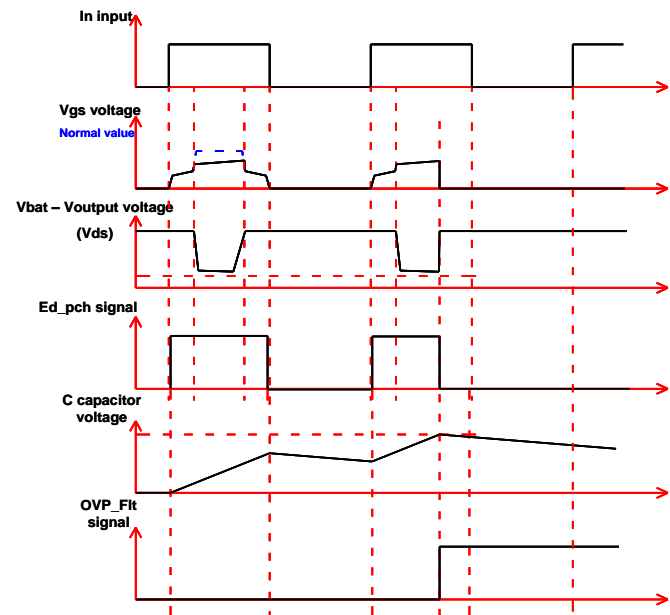 In input
Vgs voltage
Normal value
Vbat – Voutput voltage
(Vds)
Ed_pch signal
C capacitor
voltage
OVP_Flt
signal